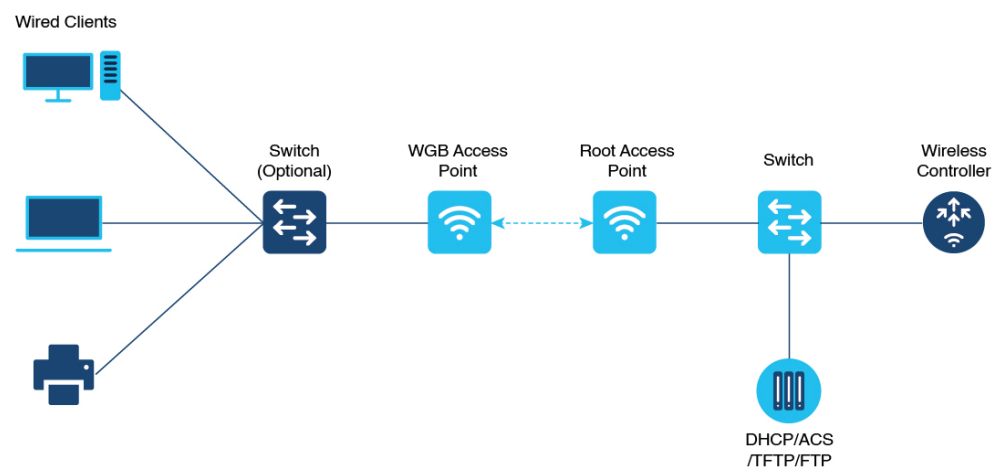 Wired Clients
Switch
(Optional)
WGB Access
Point
Root Access
Point
Switch
Wireless
Controller
DHCP/ACS
/TFTP/FTP